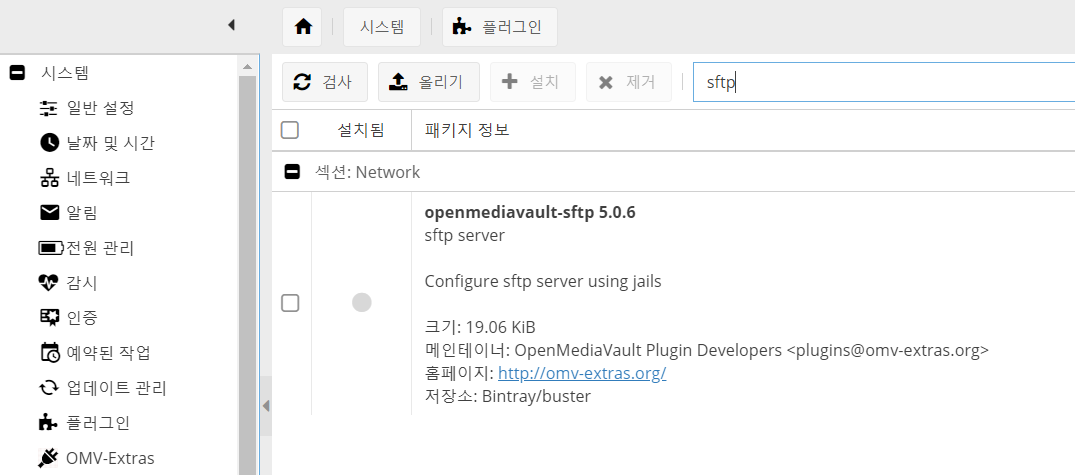 시스템
플러그인
시스템
일반 설정
날짜 및 시간
네트워크
알림
전원 관리
감시
인증
예약된 작업
업데이트 관리
플러그인
OMV-Extras
검사
올리기
설치
제거
sftp
설치됨
패키지 정보
섹션: Network
openmediavault-sftp 5.0.6
sftp server
Configure sftp server using jails
크기: 19.06 KiB
메인테이너: OpenMediaVault Plugin Developers <plugins@omv-extras.org>
홈페이지: http://omv-extras.org/
저장소: Bintray/buster